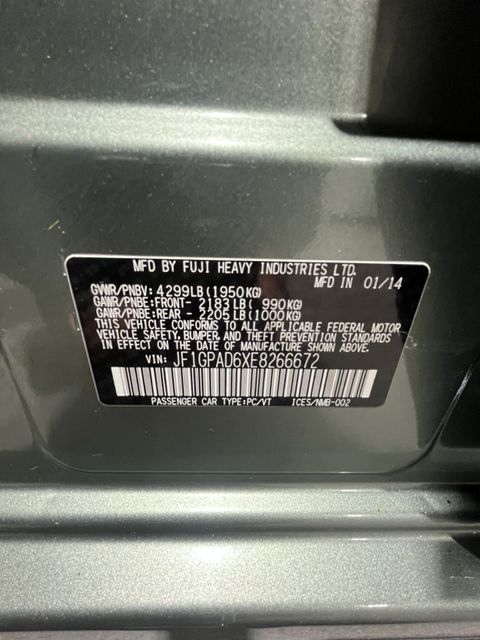 MFD BY FUJI HEAVY INDUSTRIES LTD.
MFD IN 01/14
GVWR/PNBV: 4299LB(1950KG)
GAWR/PNBE:FRONT- 2183LB( 990KG)
GAWR/PNBE:REAR - 2205LB(1000KG)
THIS VEHICLE CONFORMS TO ALL APPLICABLE FEDERAL MOTOR
VEHICLE SAFETY, BUMPER, AND THEFT PREVENTION STANDARDS
IN EFFECT ON THE DATE OF MANUFACTURE SHOWN ABOVE.
VIN: JF1GPAD6XE8266672
PASSENGER CAR TYPE:PC/VT ICES/NMB-002